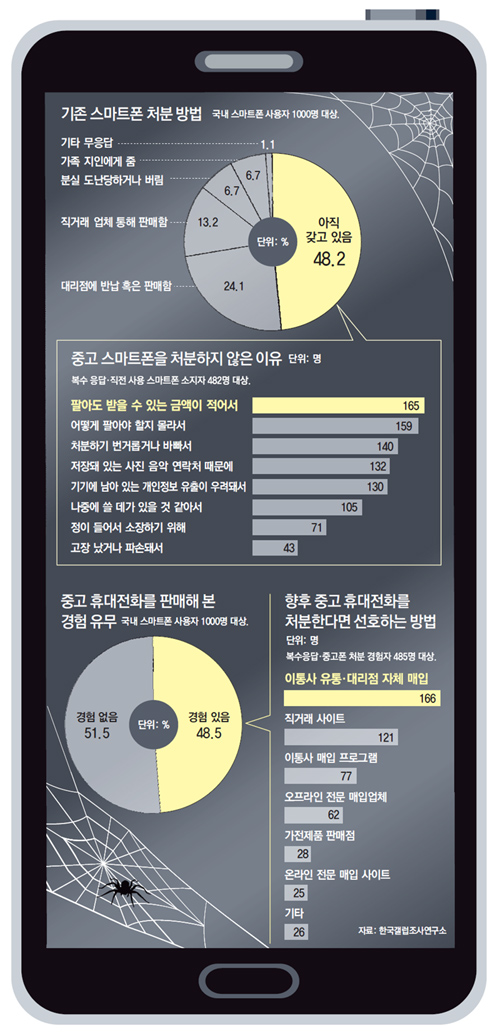 기존 스마트폰 처분 방법 국내 스마트폰 사용자 1000명 대상.
기타 무응답 1.1
가족 지인에게 줌 6.7
분실 도난당하거나 버림 6.7
직거래 업체 통해 판매함 13.2
대리점에 반납 혹은 판매함 24.1
단위: %
아직
갖고 있음
48.2
중고 스마트폰을 처분하지 않은 이유 단위: 명
복수 응답·직전 사용 스마트폰 소지자 482명 대상.
팔아도 받을 수 있는 금액이 적어서 165
어떻게 팔아야 할지 몰라서 159
처분하기 번거롭거나 바빠서 140
저장돼 있는 사진 음악 연락처 때문에 132
기기에 남아 있는 개인정보 유출이 우려돼서 130
나중에 쓸 데가 있을 것 같아서 105
정이 들어서 소장하기 위해 71
고장 났거나 파손돼서 43
중고 휴대전화를 판매해 본
경험 유무 국내 스마트폰 사용자 1000명 대상.
경험 없음
51.5
단위: %
경험 있음
48.5
향후 중고 휴대전화를
처분한다면 선호하는 방법
단위: 명
복수응답·중고폰 처분 경험자 485명 대상.
이통사 유통·대리점 자체 매입
166
직거래 사이트
121
이통사 매입 프로그램
77
오프라인 전문 매입업체
62
가전제품 판매점
28
온라인 전문 매입 사이트
25
기타
26
자료: 한국갤럽조사연구소